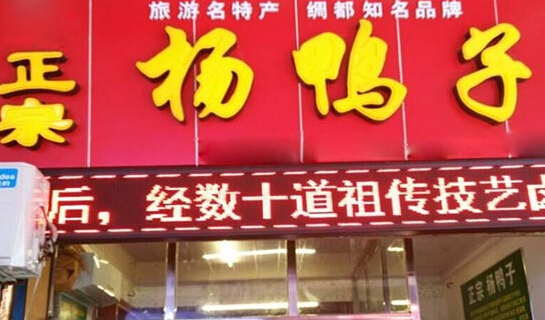 旅游名特产 绸都知名品牌
正宗
杨鸭子
后，经数十道祖传技艺卤
正宗 杨鸭子